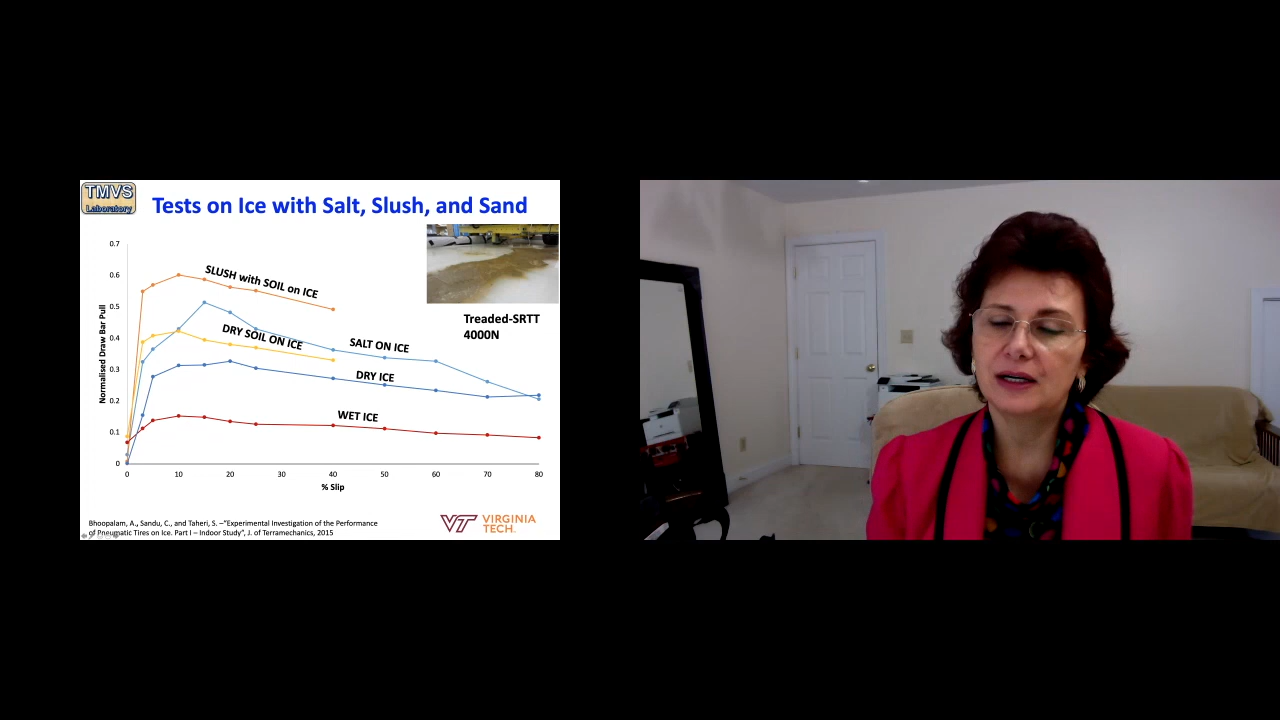 TMVS
Laboratory
Tests on Ice with Salt, Slush, and Sand
0.7
0.6
0.5
0.4
0.3
0.2
0.1
0
Normalised Draw Bar Pull
SLUSH with SOIL on ICE
DRY SOIL ON ICE
SALT ON ICE
DRY ICE
WET ICE
Treaded-SRTT
4000N
0 10 20 30 40 50 60 70 80
% Slip
Bhoopalam, A., Sandu, C., and Taheri, S. –"Experimental Investigation of the Performance
of Pneumatic Tires on Ice. Part I – Indoor Study", J. of Terramechanics, 2015
VT VIRGINIA
TECH.